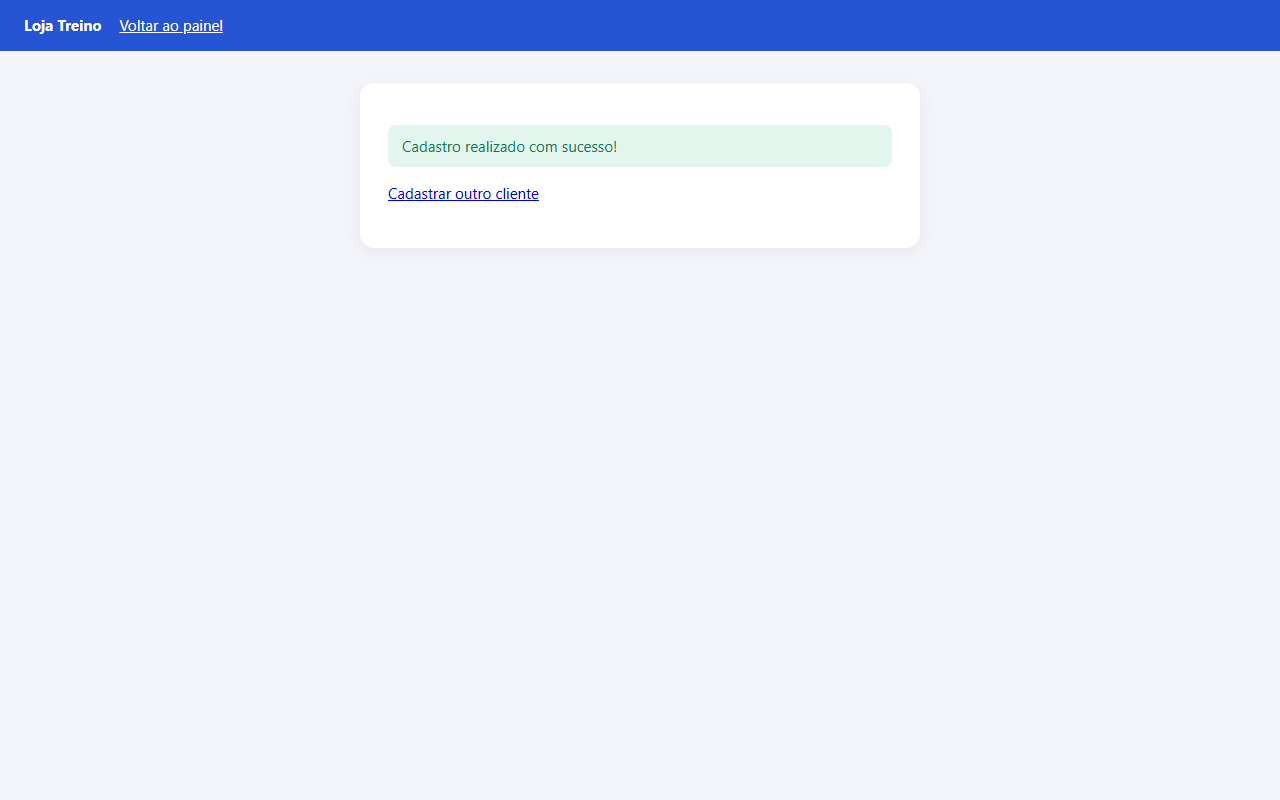 Loja Treino Voltar ao painel
Cadastro realizado com sucesso!
Cadastrar outro cliente